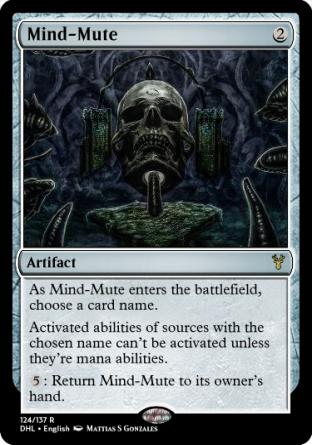 Mind-Mute 2
Artifact
As Mind-Mute enters the battlefield,
choose a card name.
Activated abilities of sources with the
chosen name can't be activated unless
they're mana abilities.
5 : Return Mind-Mute to its owner's
hand.
124/137 R
DHL • English Mattias S Gonzales